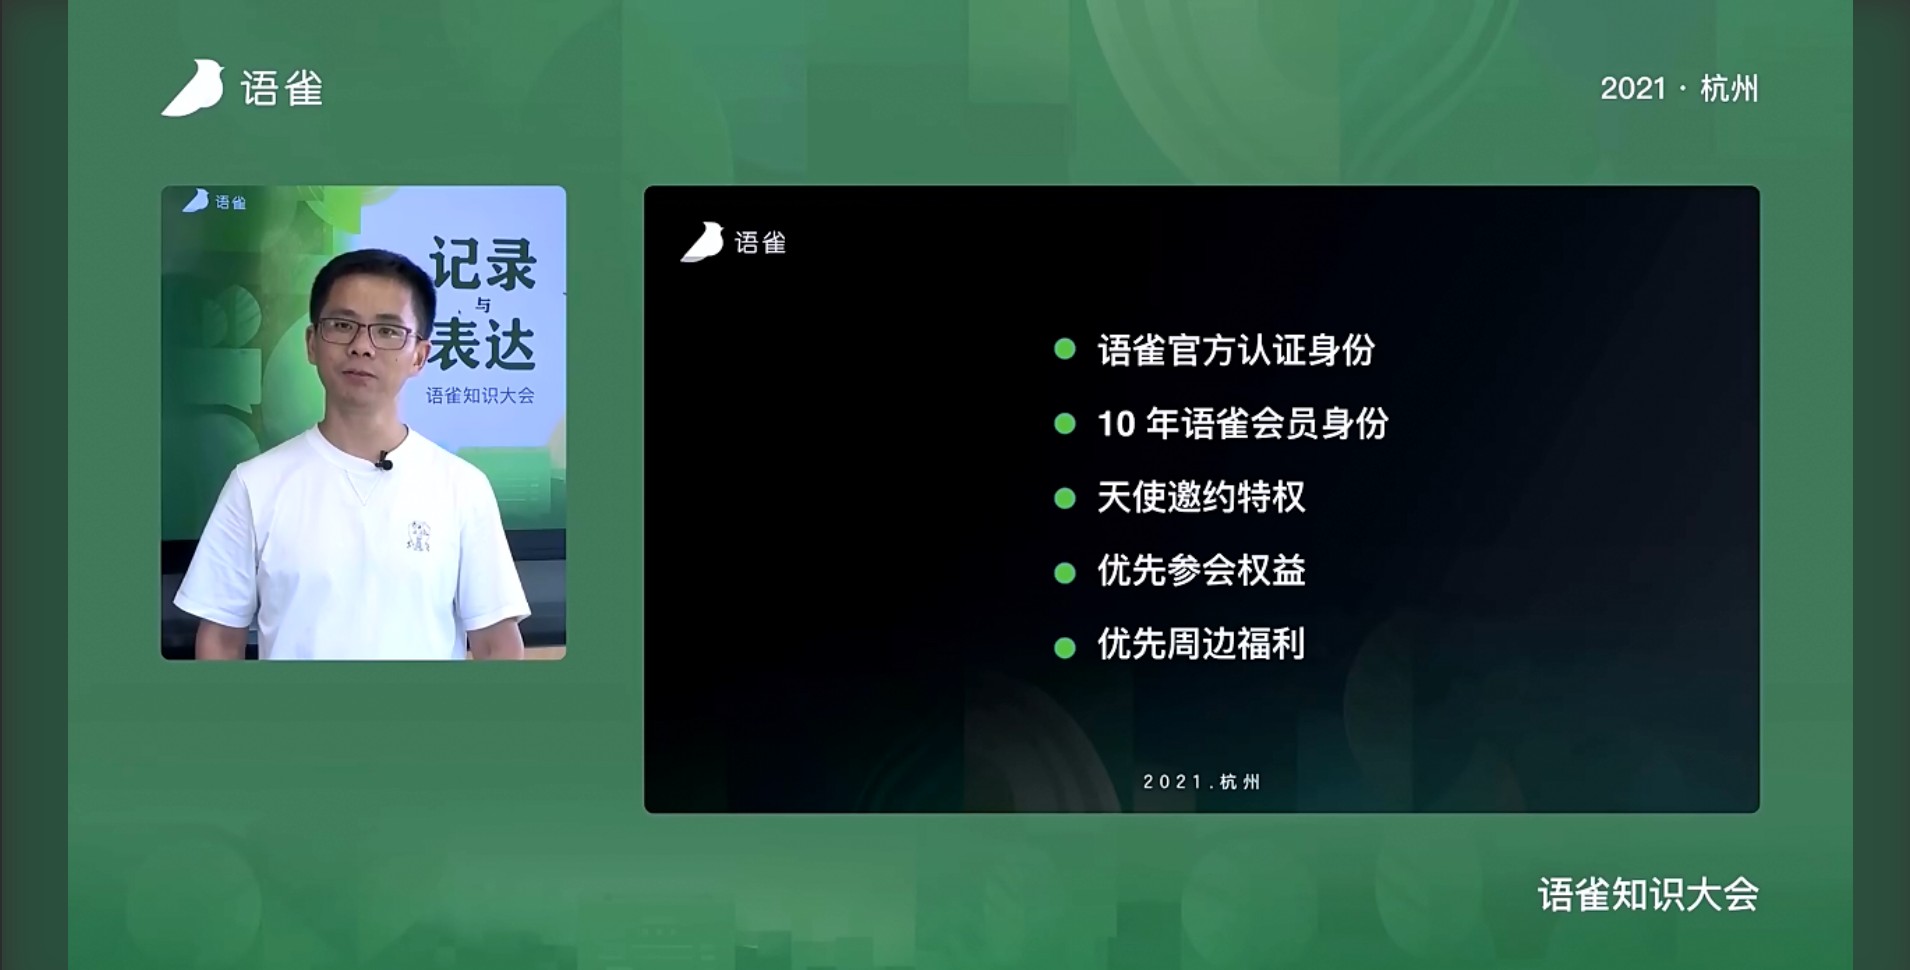 语雀
2021 · 杭州
语雀
记录
与
表达
语雀知识大会
语雀
语雀官方认证身份
10 年语雀会员身份
天使邀约特权
优先参会权益
优先周边福利
2021.杭州
语雀知识大会